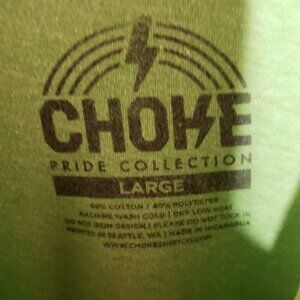 CHOKE
PRIDE COLLECTION
LARGE
60% COTTON / 40% POLYESTER
MACHINE WASH COLD | DRY LOW HEAT
DO NOT IRON DESIGN | PLEASE DO NOT TUCK IN
PRINTED IN SEATTLE, WA | MADE IN NICARAGUA
WWW.CHOKESHIRTCO.COM